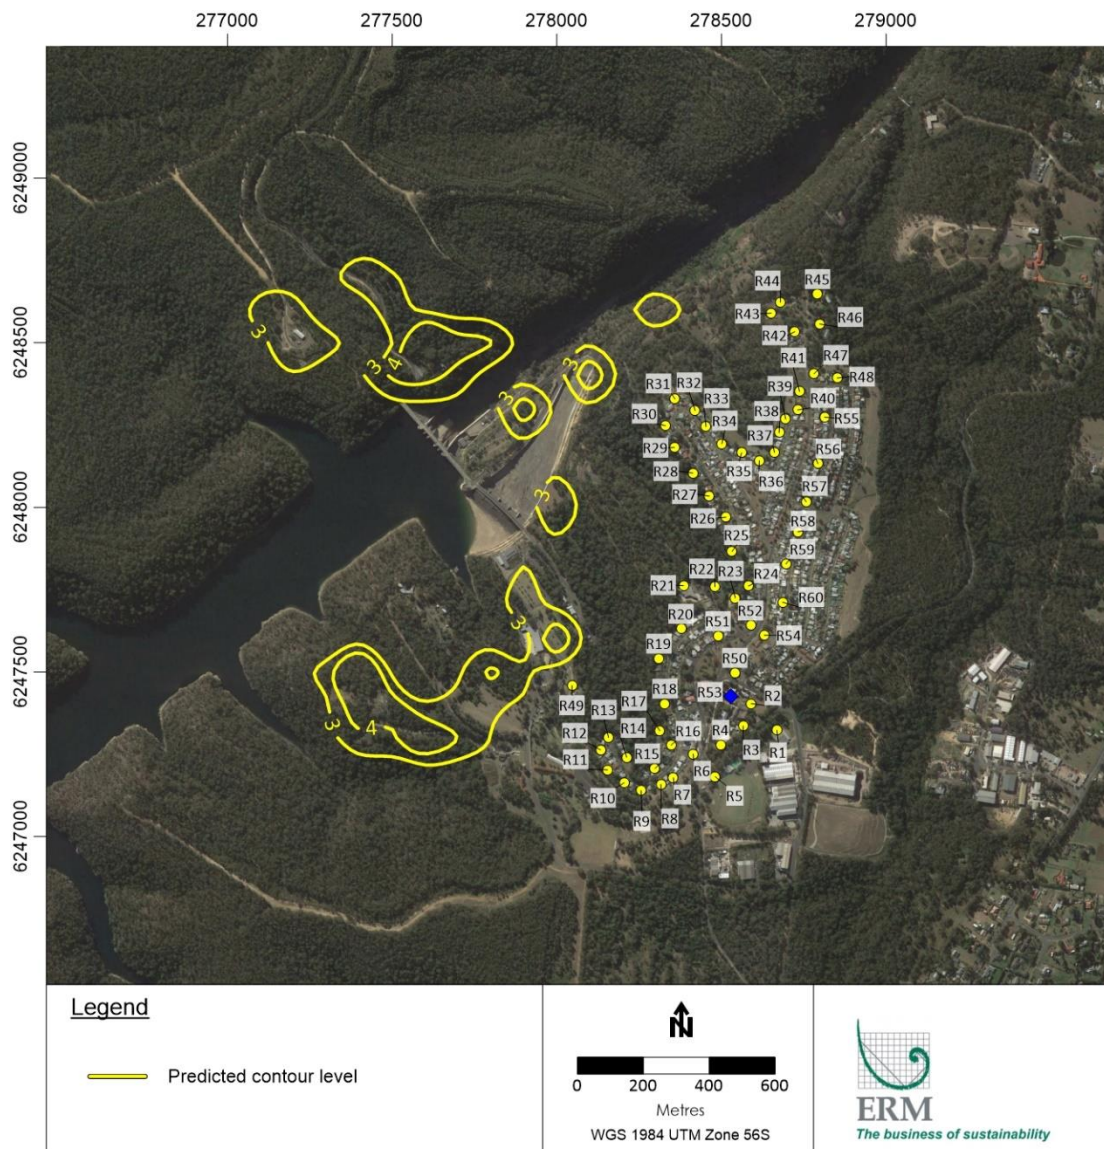 277000 277500 278000 278500 279000
6249000
6248500
6248000
6247500
6247000
3
3
4
3
3
3
3
3
4
R44
R45
R43
R42
R46
R41
R47
R48
R31
R32
R39
R40
R33
R38
R30
R34
R37
R55
R29
R56
R35
R28
R36
R57
R27
R26
R58
R25
R59
R22
R23
R24
R21
R60
R20
R51
R52
R54
R19
R50
R18
R53
R2
R49
R17
R13
R14
R16
R4
R12
R3
R1
R15
R11
R6
R10
R7
R5
R9
R8
Legend
Predicted contour level
N
0 200 400 600
Metres
WGS 1984 UTM Zone 56S
ERM
The business of sustainability